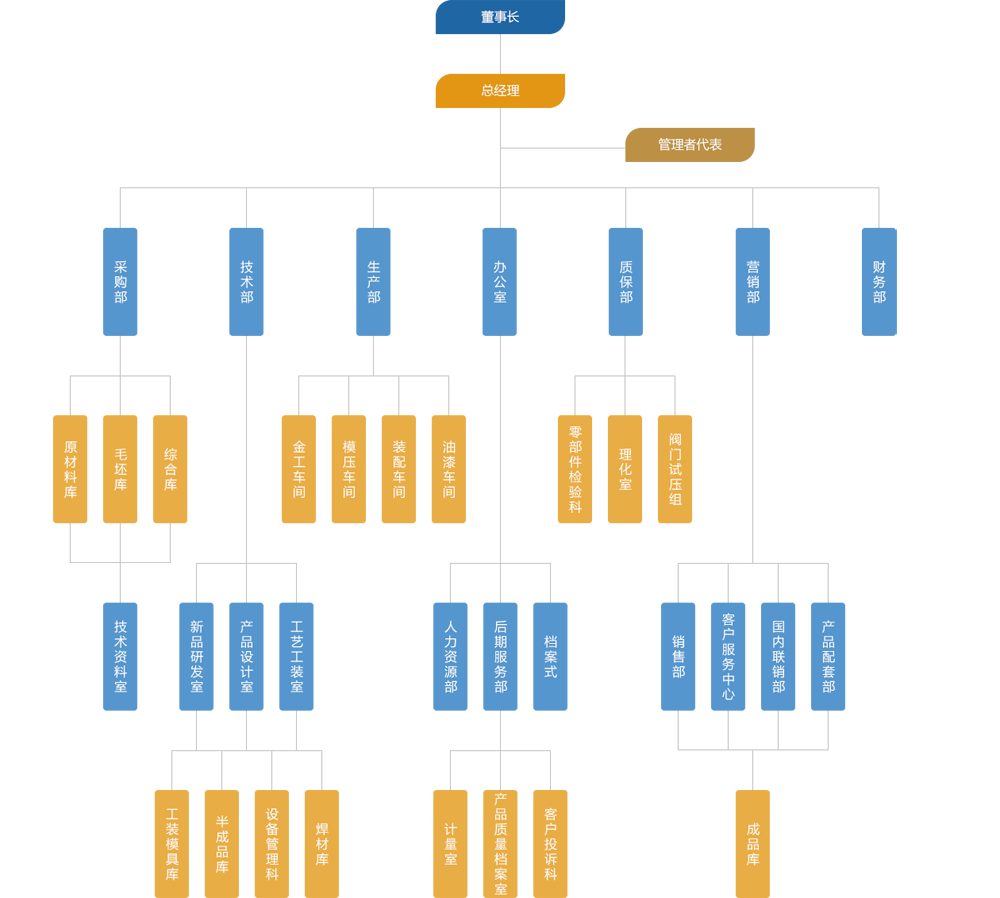 董事长
总经理
管理者代表
采购部
技术部
生产部
办公室
质保部
营销部
财务部
原材料库
毛坯库
综合库
金工车间
模压车间
装配车间
油漆车间
零部件检验科
理化室
阀门试压组
技术资料室
新品研发室
产品设计室
工艺工装室
人力资源部
后期服务部
档案式
销售部
客户服务中心
国内联销部
产品配套部
工装模具库
半成品库
设备管理科
焊材库
计量室
产品质量档案室
客户投诉科
成品库